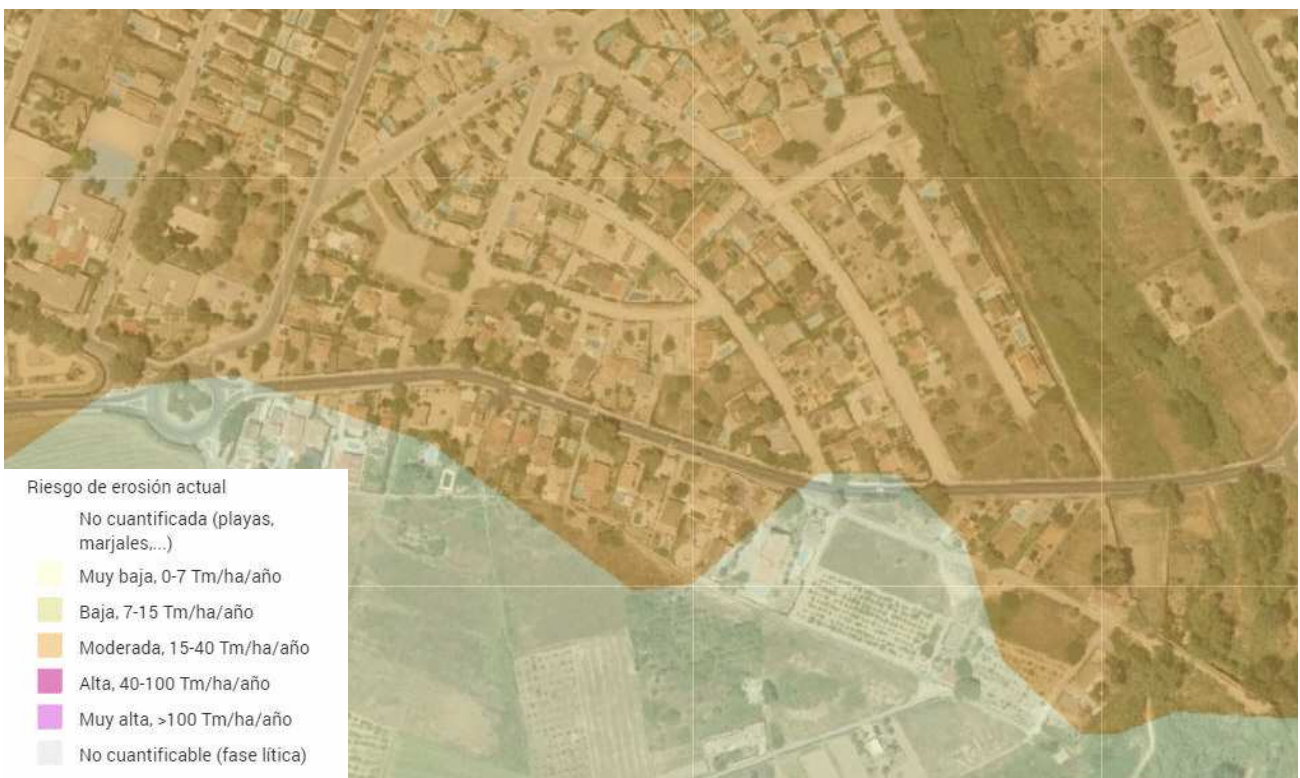 Riesgo de erosión actual
No cuantificada (playas,
marjales,...)
Muy baja, 0-7 Tm/ha/año
Baja, 7-15 Tm/ha/año
Moderada, 15-40 Tm/ha/año
Alta, 40-100 Tm/ha/año
Muy alta, >100 Tm/ha/año
No cuantificable (fase lítica)